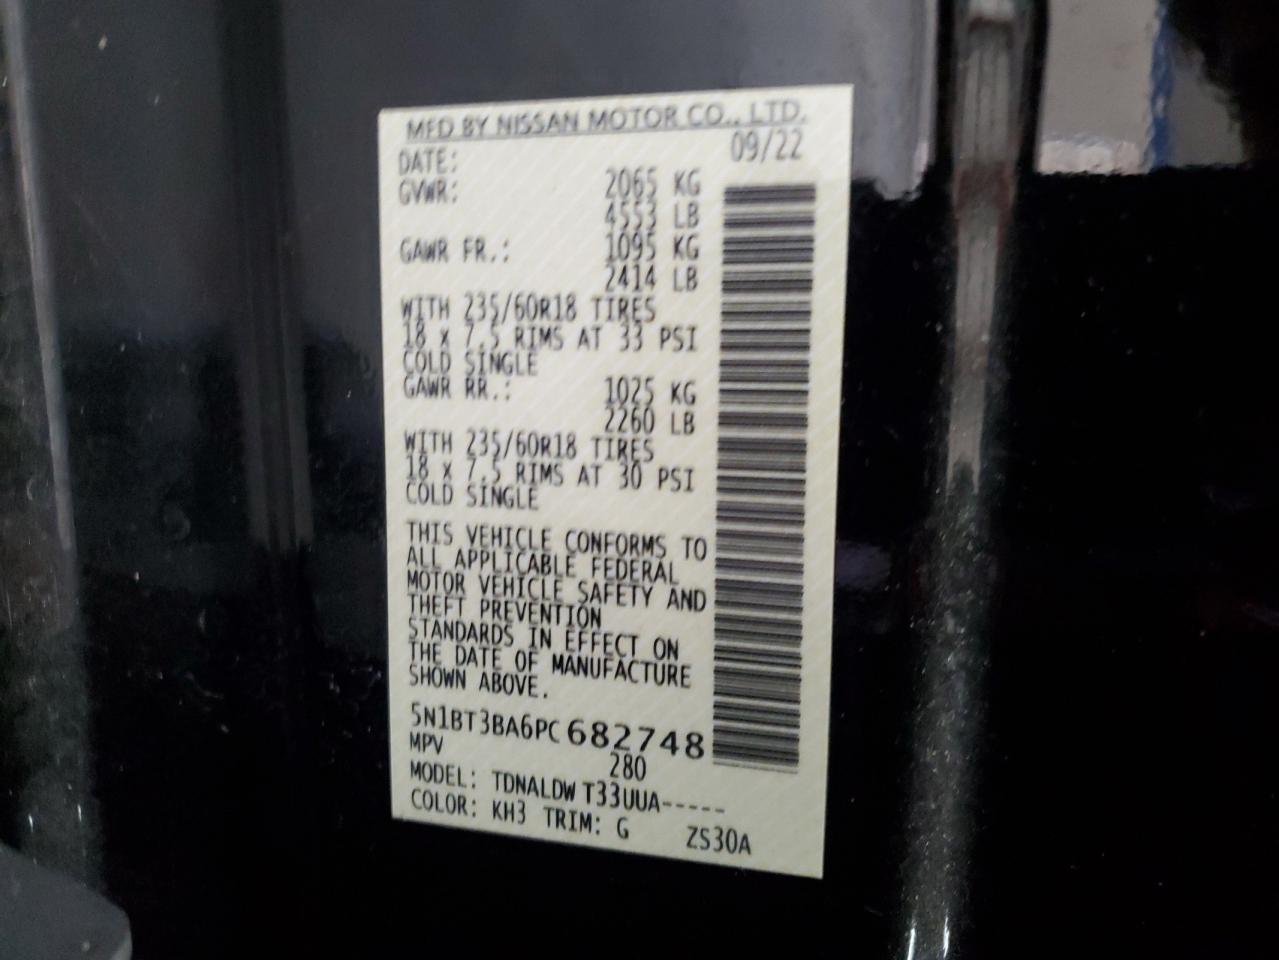 MFD BY NISSAN MOTOR CO., LTD.
DATE: 09/22
GVWR: 2065 KG
4553 LB
GAWR FR.: 1095 KG
2414 LB
WITH 235/60R18 TIRES
18 x 7.5 RIMS AT 33 PSI
COLD SINGLE
GAWR RR.: 1025 KG
2260 LB
WITH 235/60R18 TIRES
18 x 7.5 RIMS AT 30 PSI
COLD SINGLE
THIS VEHICLE CONFORMS TO
ALL APPLICABLE FEDERAL
MOTOR VEHICLE SAFETY AND
THEFT PREVENTION
STANDARDS IN EFFECT ON
THE DATE OF MANUFACTURE
SHOWN ABOVE.
5N1BT3BA6PC682748
MPV 280
MODEL: TDNALDW T33UUA-----
COLOR: KH3 TRIM: G ZS30A